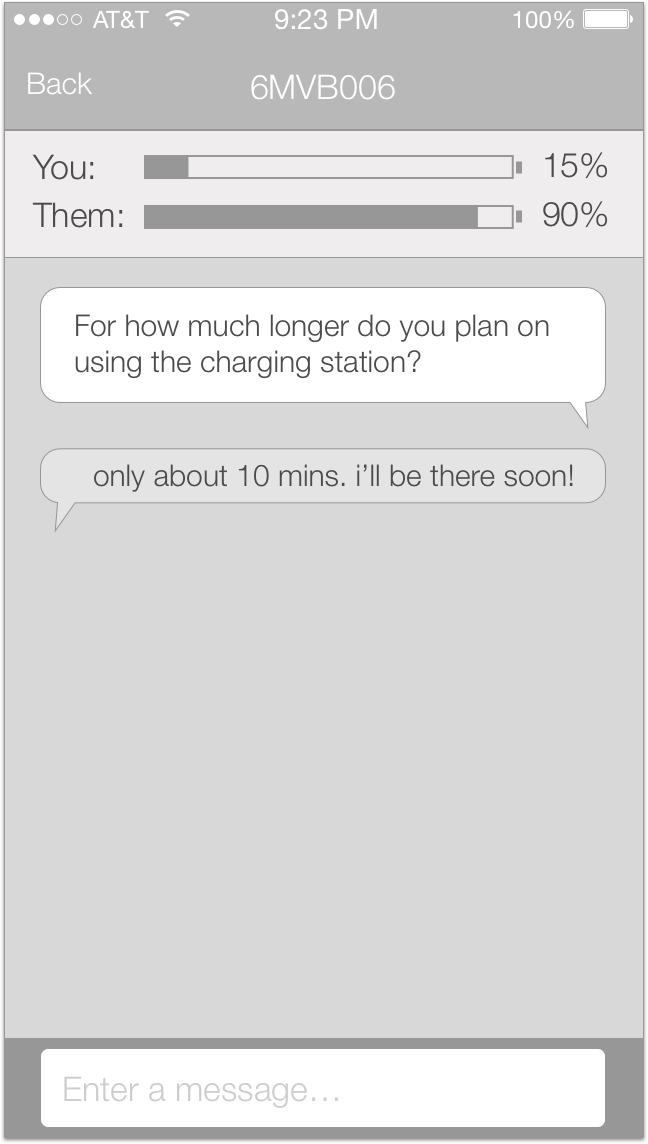 AT&T 9:23 PM 100%
Back 6MVB006
You: 15%
Them: 90%
For how much longer do you plan on
using the charging station?
only about 10 mins. i’ll be there soon!
Enter a message…